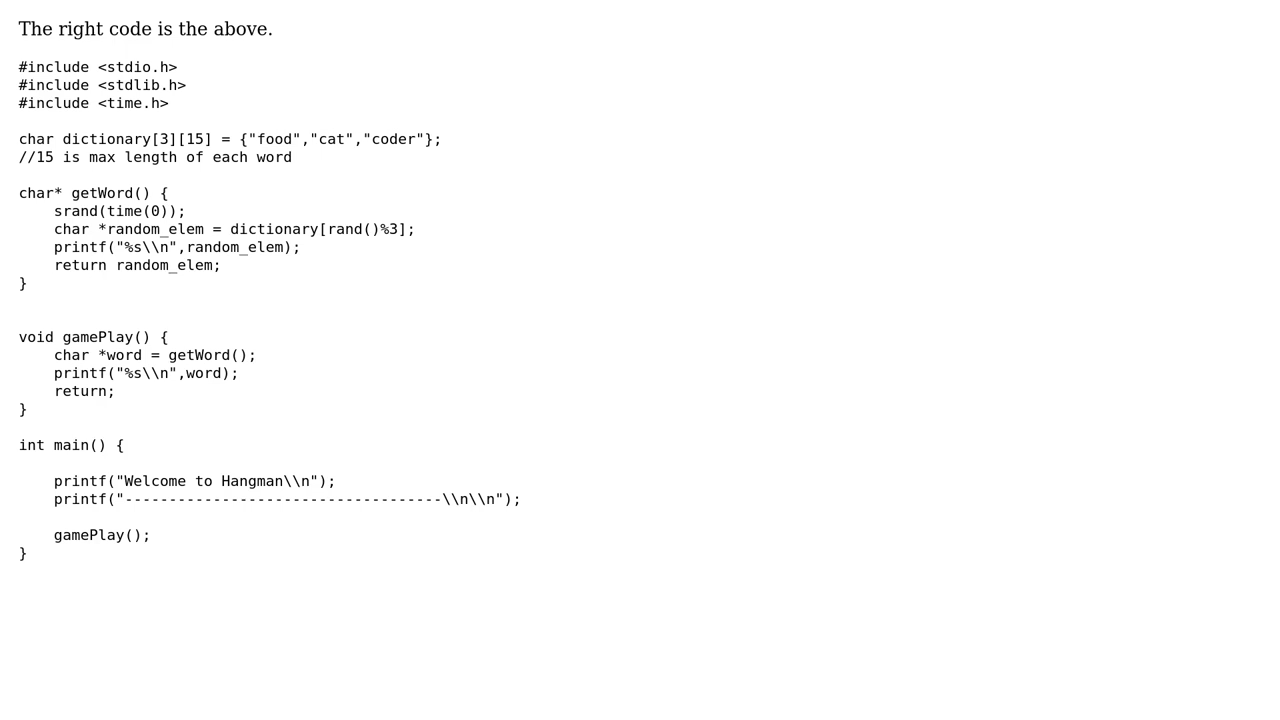 The right code is the above.
#include <stdio.h>
#include <stdlib.h>
#include <time.h>
char dictionary[3][15] = {"food","cat","coder"};
//15 is max length of each word
char* getWord() {
    srand(time(0));
    char *random_elem = dictionary[rand()%3];
    printf("%s\\n",random_elem);
    return random_elem;
}
void gamePlay() {
    char *word = getWord();
    printf("%s\\n",word);
    return;
}
int main() {
    printf("Welcome to Hangman\\n");
    printf("------------------------------------\\n\\n");
    gamePlay();
}